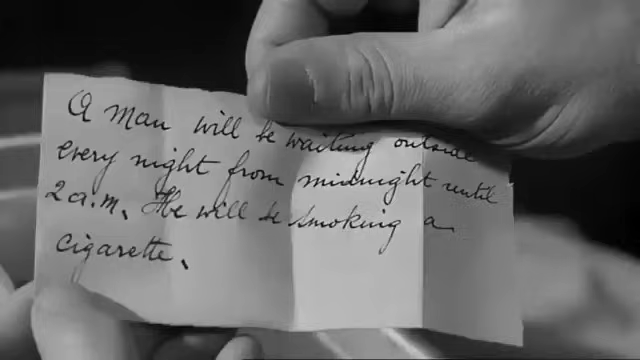 A man will be waiting outside
every night from midnight until
2 a.m. He will be smoking a
cigarette.